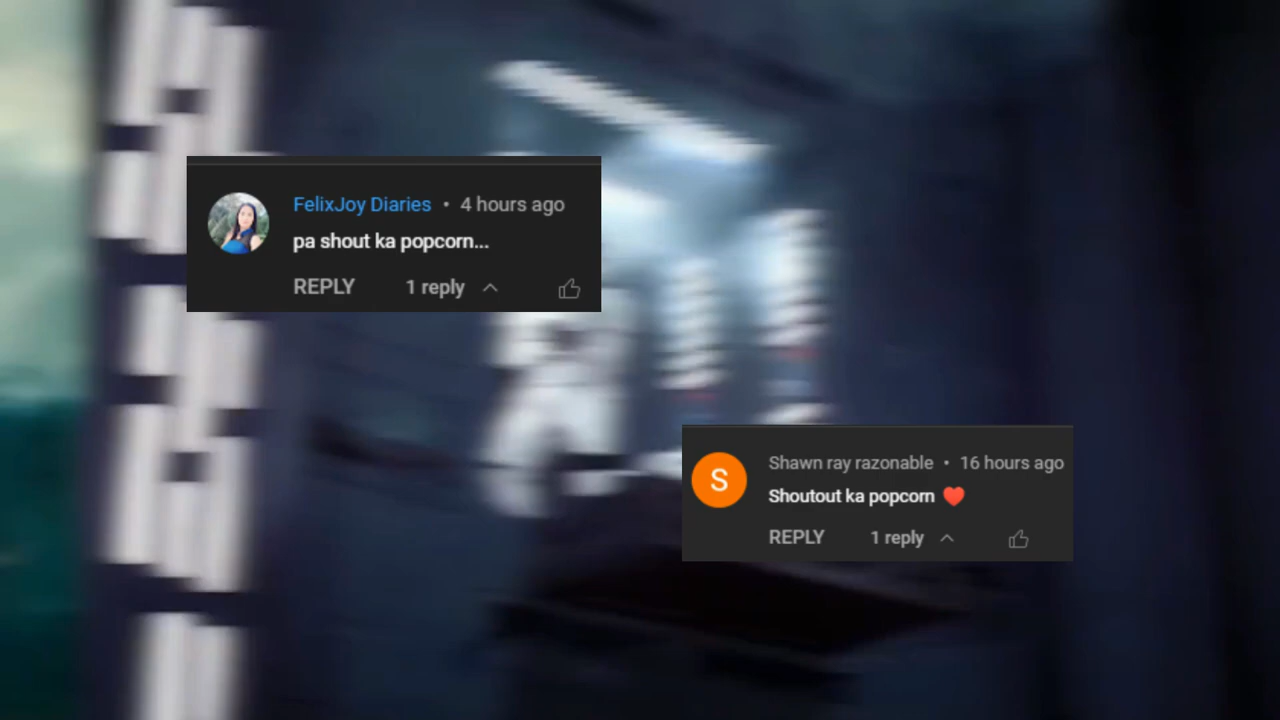 FelixJoy Diaries • 4 hours ago
pa shout ka popcorn...
REPLY 1 reply
S
Shawn ray razonable • 16 hours ago
Shoutout ka popcorn ♥️
REPLY 1 reply